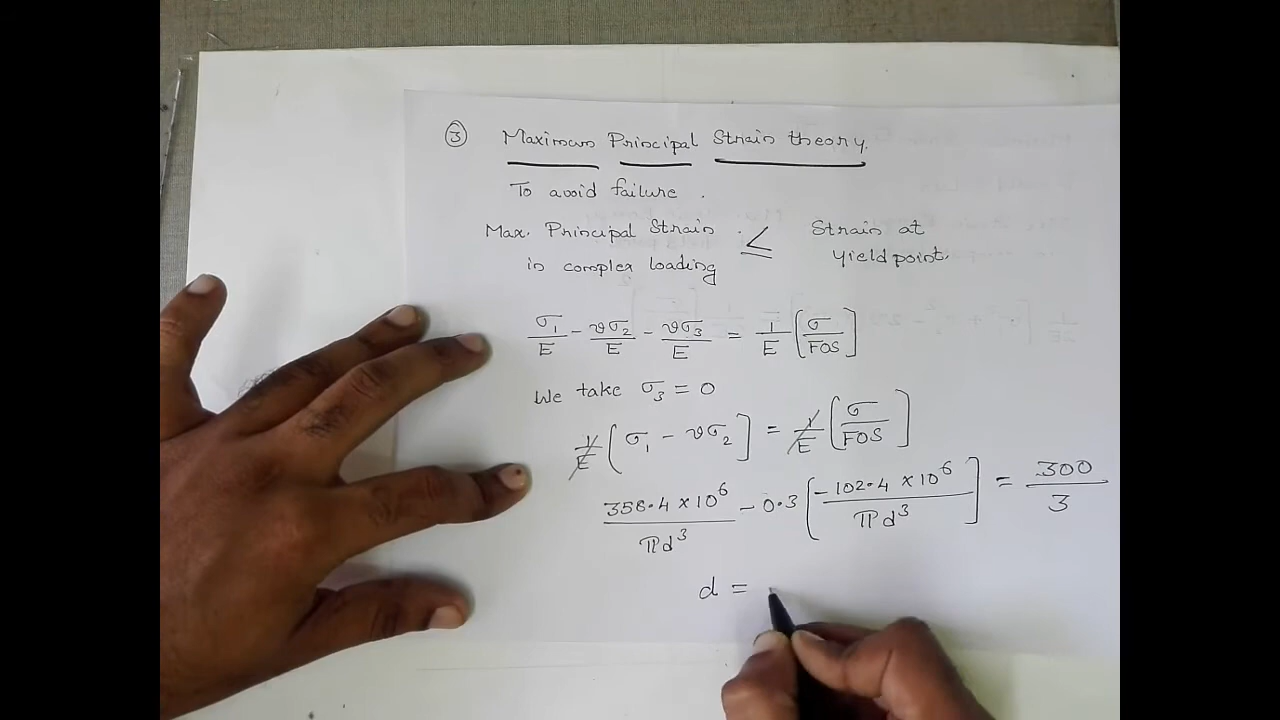 ③ Maximum Principal Strain theory.
To avoid failure.
Max. Principal Strain in complex loading ≤ Strain at yield point.
σ₁/E − νσ₂/E − νσ₃/E = 1/E [σ/FOS]
We take σ₃ = 0
1/E [σ₁ − νσ₂] = 1/E [σ/FOS]
358.4 × 10⁶/πd³ − 0.3 [−102.4 × 10⁶/πd³] = 300/3
d =